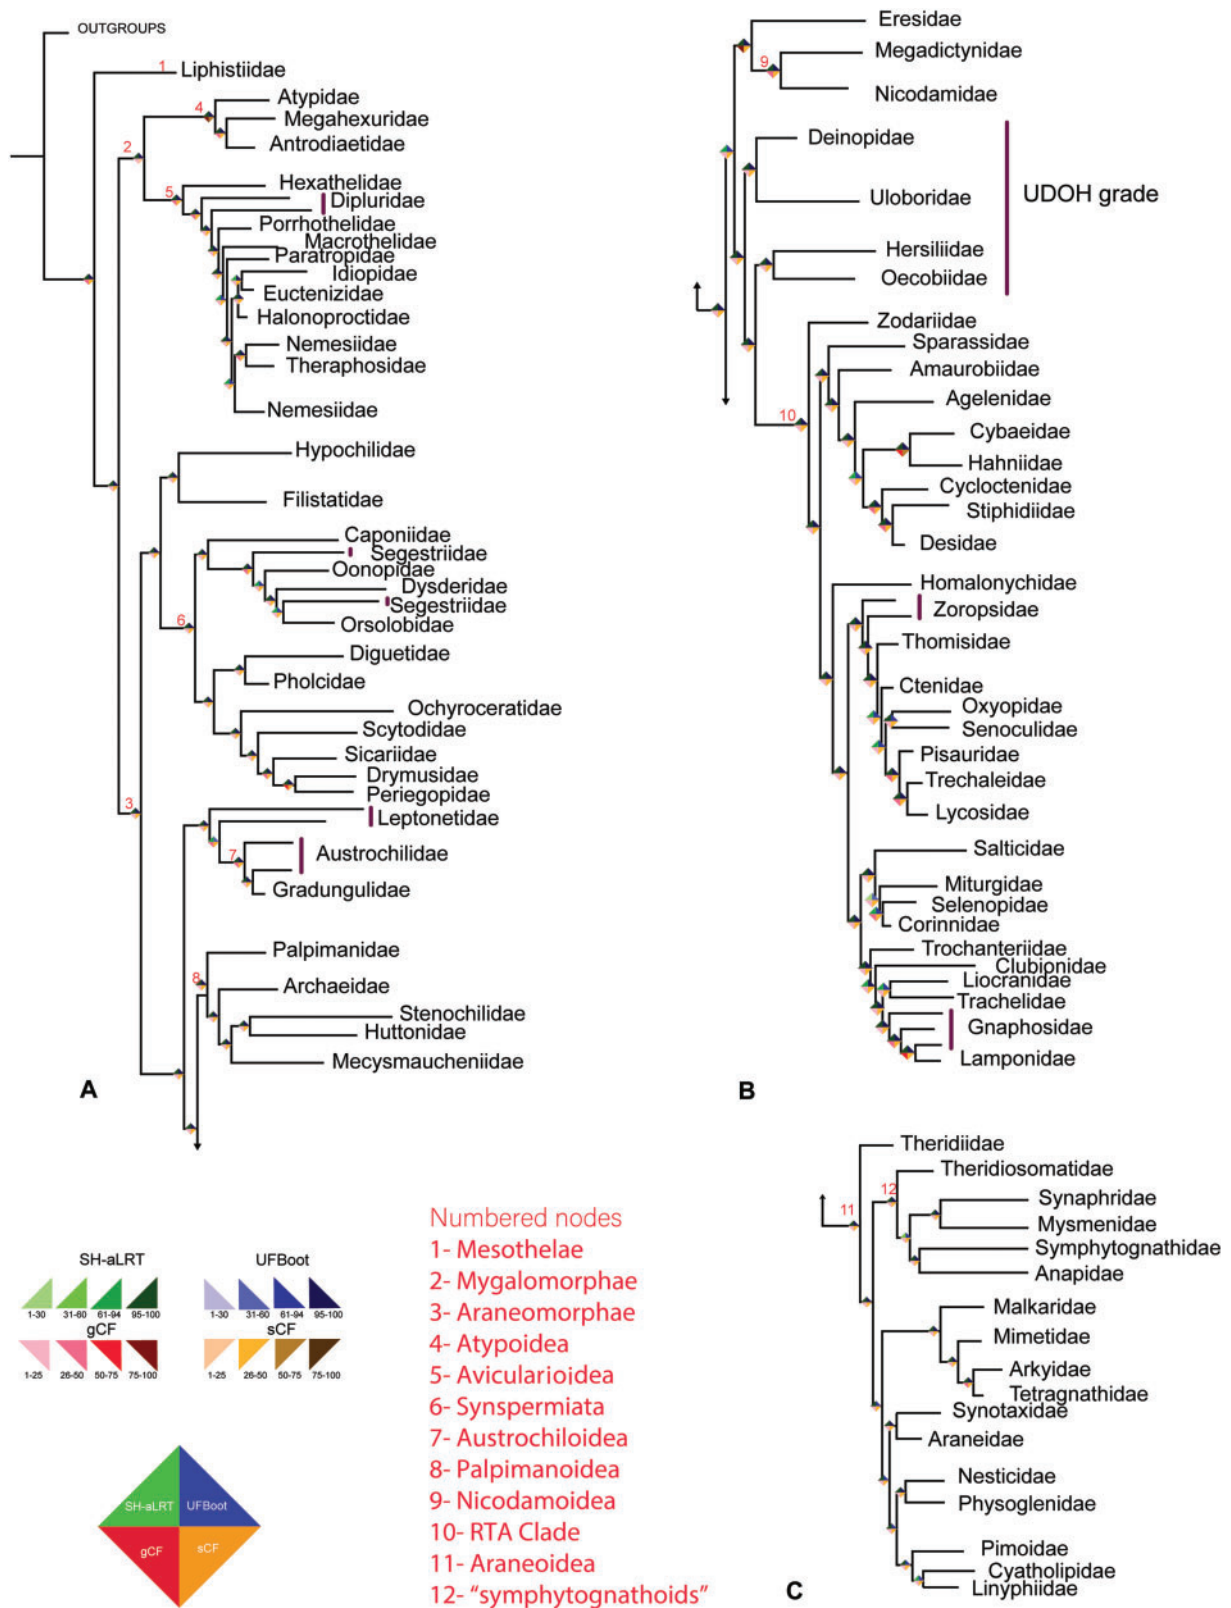 OUTGROUPS
1
Liphistiidae
4
Atypidae
Megahexuridae
Antrodiaetidae
2
5
Hexathelidae
Dipluridae
Porrhothelidae
Macrothelidae
Paratropidae
Idiopidae
Euctenizidae
Halonoproctidae
Nemesiidae
Theraphosidae
Nemesiidae
Hypochilidae
Filistatidae
Caponiidae
Segestriidae
Oonopidae
Dysderidae
Segestriidae
Orsolobidae
6
Diguetidae
Pholcidae
Ochyroceratidae
Scytodidae
Sicariidae
Drymusidae
Periegopidae
3
Leptonetidae
7
Austrochilidae
Gradungulidae
Palpimanidae
8
Archaeidae
Stenochilidae
Huttonidae
Mecysmaucheniidae
A
Eresidae
Megadictynidae
9
Nicodamidae
Deinopidae
UDOH grade
Uloboridae
Hersiliidae
Oecobiidae
Zodariidae
Sparassidae
Amaurobiidae
Agelenidae
10
Cybaeidae
Hahniidae
Cycloctenidae
Stiphidiidae
Desidae
Homalonychidae
Zoropsidae
Thomisidae
Ctenidae
Oxyopidae
Senoculidae
Pisauridae
Trechaleidae
Lycosidae
Salticidae
Miturgidae
Selenopidae
Corinnidae
Trochanteriidae
Clubionidae
Liocranidae
Trachelidae
Gnaphosidae
Lamponidae
B
Theridiidae
Theridiosomatidae
12
11
Synaphridae
Mysmenidae
Symphytognathidae
Anapidae
Malkaridae
Mimetidae
Arkyidae
Tetragnathidae
Synotaxidae
Araneidae
Nesticidae
Physoglenidae
Pimoidae
Cyatholipidae
Linyphiidae
C
SH-aLRT
1-30 31-60 61-94 95-100
UFBoot
1-30 31-60 61-94 95-100
gCF
1-25 26-50 50-75 75-100
sCF
1-25 26-50 50-75 75-100
SH-aLRT UFBoot
gCF sCF
Numbered nodes
1- Mesothelae
2- Mygalomorphae
3- Araneomorphae
4- Atypoidea
5- Avicularioidea
6- Synspermiata
7- Austrochiloidea
8- Palpimanoidea
9- Nicodamoidea
10- RTA Clade
11- Araneoidea
12- “symphytognathoids”